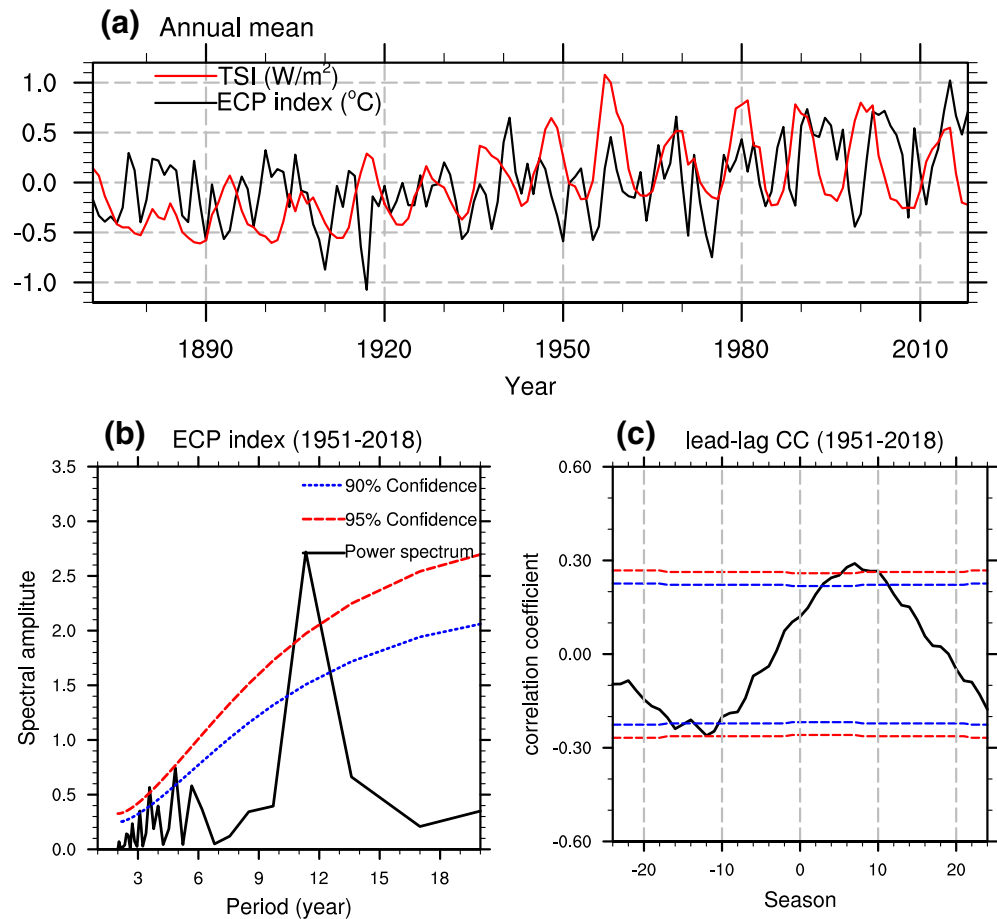 (a) Annual mean
TSI (W/m²)
ECP index (°C)
1.0
0.5
0.0
-0.5
-1.0
1890 1920 1950 1980 2010
Year
(b) ECP index (1951-2018)
3.5
3.0
2.5
2.0
1.5
1.0
0.5
0.0
Spectral amplitute
90% Confidence
95% Confidence
Power spectrum
3 6 9 12 15 18
Period (year)
(c) lead-lag CC (1951-2018)
0.60
0.30
0.00
-0.30
-0.60
correlation coefficient
-20 -10 0 10 20
Season